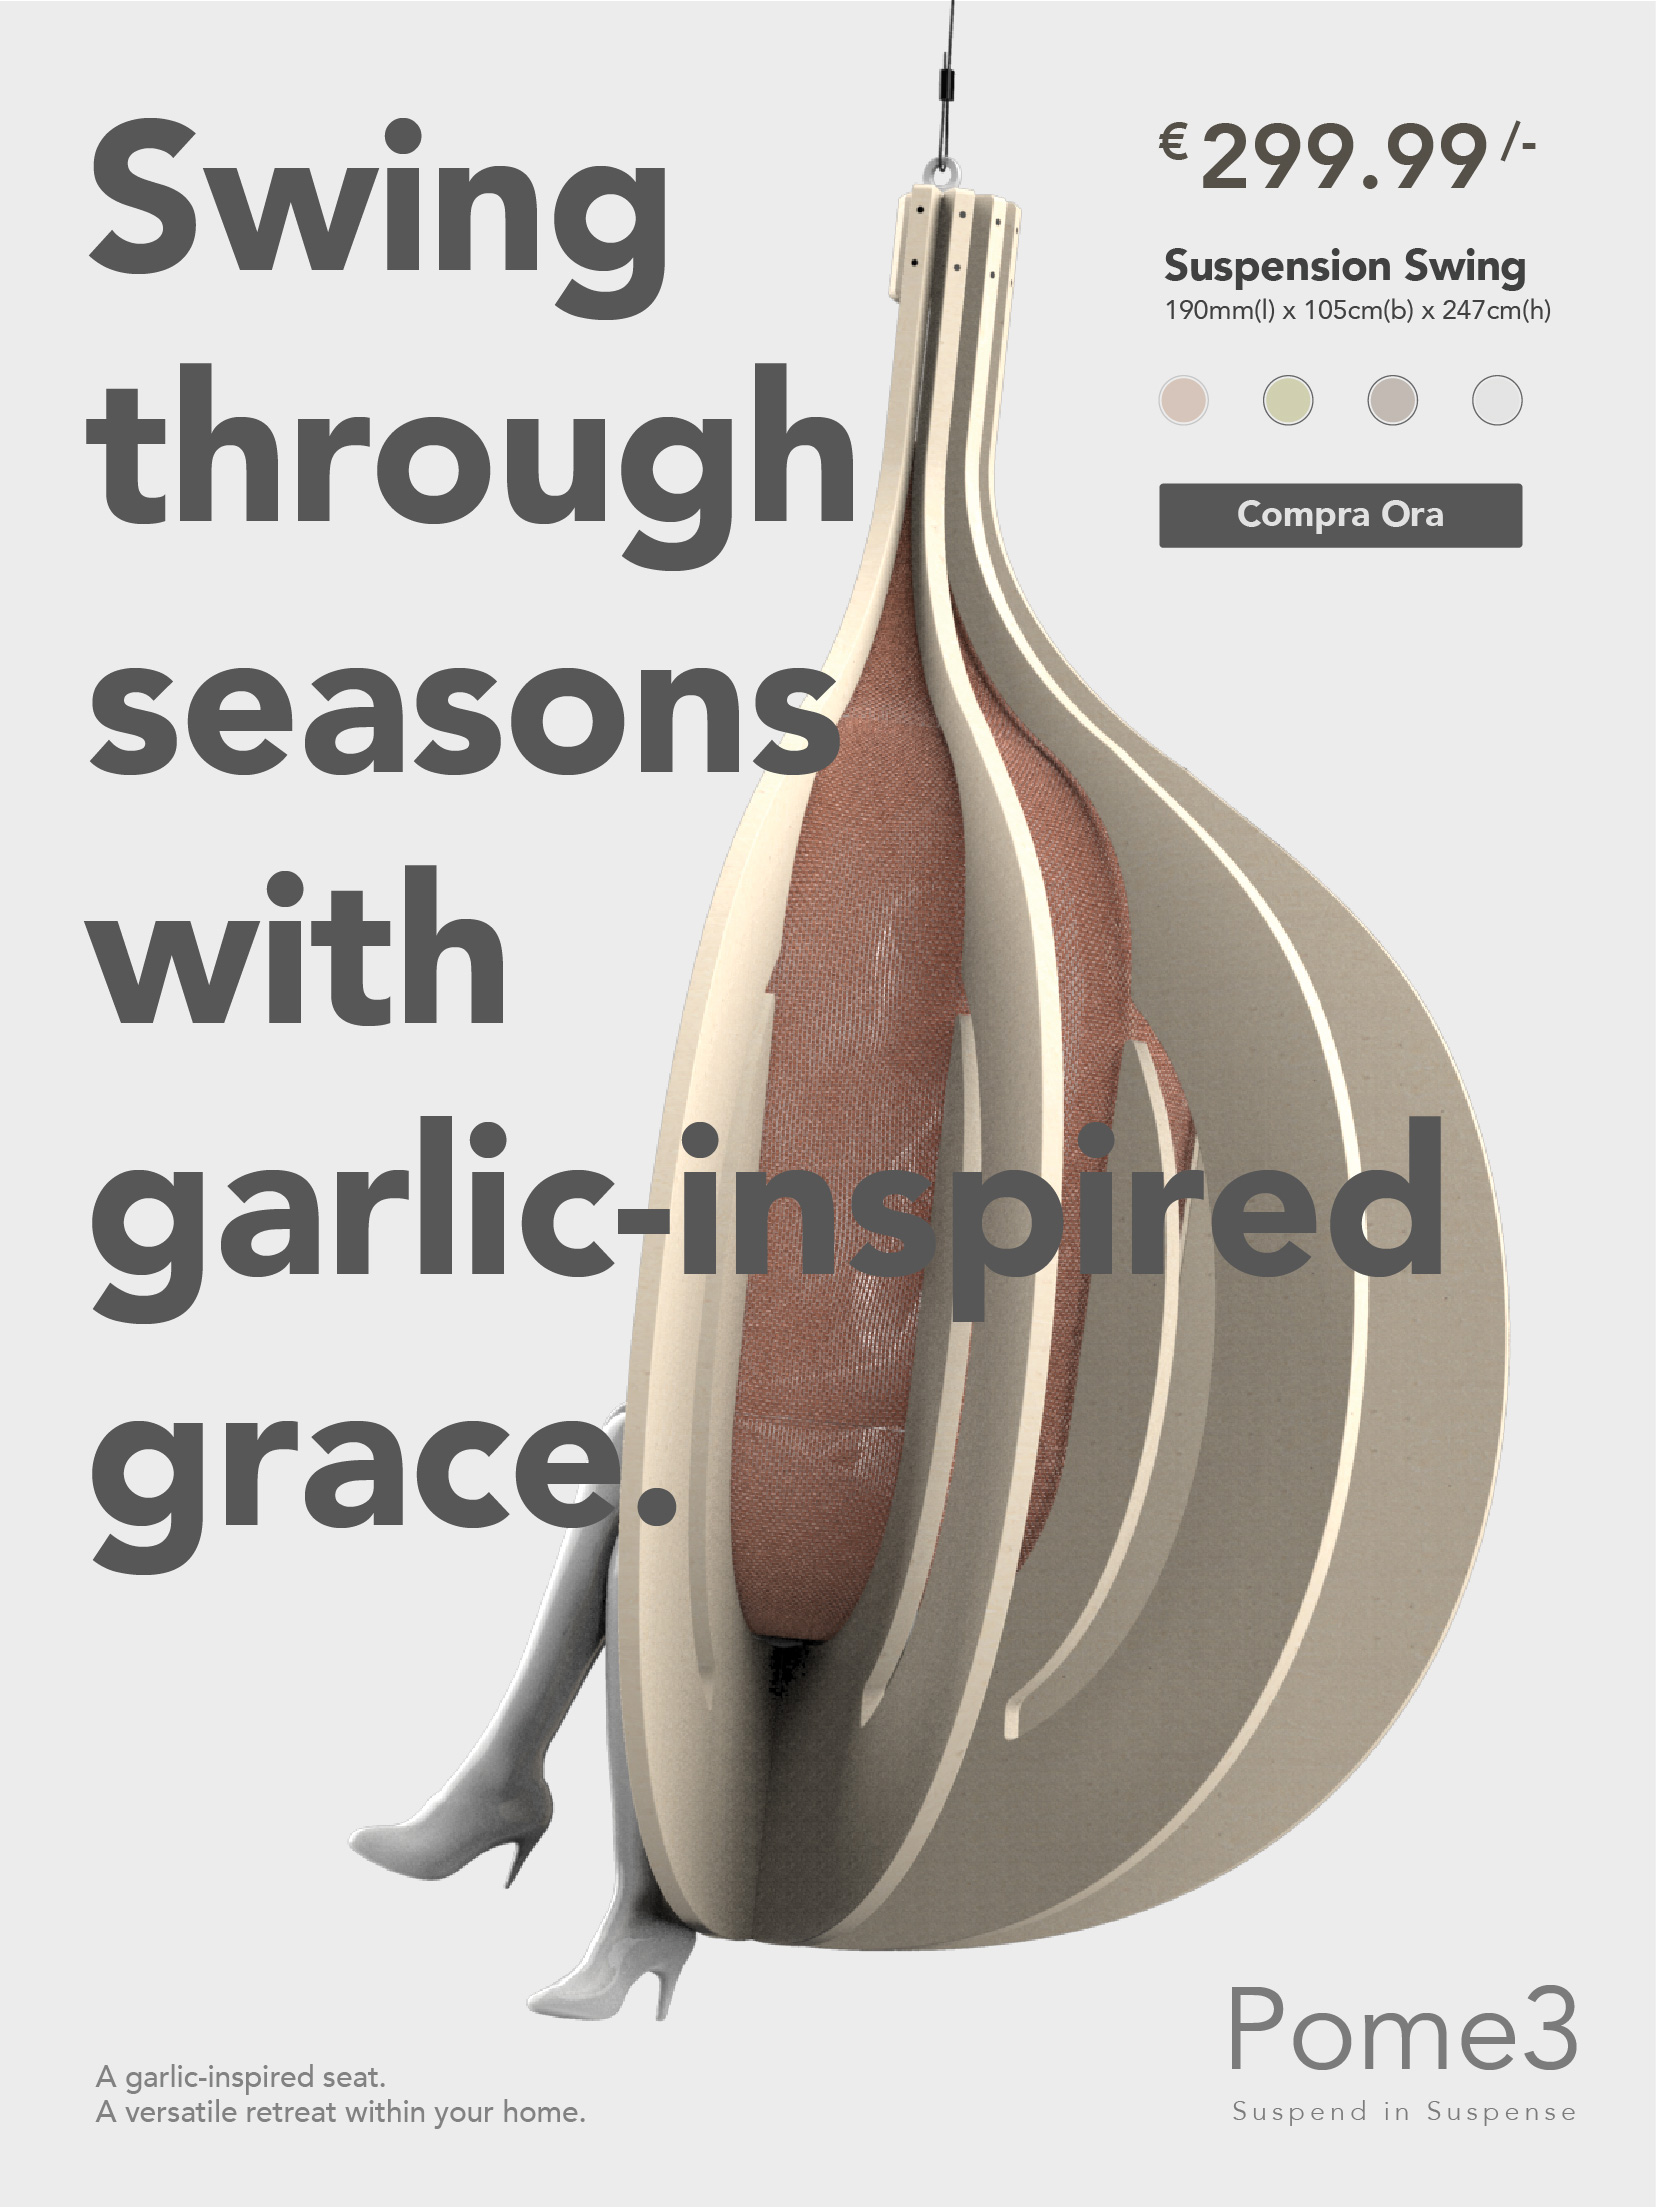 Swing
through
seasons
with
garlic-inspired
grace.
€299.99/-
Suspension Swing
190mm(l) x 105cm(b) x 247cm(h)
Compra Ora
A garlic-inspired seat.
A versatile retreat within your home.
Pome3
Suspend in Suspense